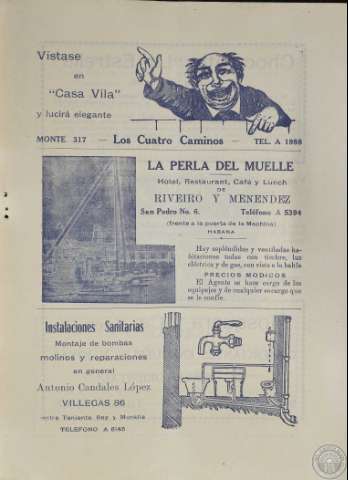 Vístase
en
"Casa Vila"
y lucirá elegante
MONTE 317 — Los Cuatro Caminos — TEL. A 1988
LA PERLA DEL MUELLE
Hotel, Restaurant, Café y Lunch
DE
RIVEIRO Y MENENDEZ
San Pedro No. 6. Teléfono A 5394
(frente a la puerta de la Machina)
HABANA
Hay espléndidas y ventiladas ha-
bitaciones todas con timbre, luz
eléctrica y de gas, con vista a la bahía
PRECIOS MODICOS
El Agente se hace cargo de los
equipajes y de cualquier encargo que
se le confíe.
Instalaciones Sanitarias
Montaje de bombas
molinos y reparaciones
en general
Antonio Candales López
VILLEGAS 86
entre Teniente Rey y Muralla
TELEFONO A 6145